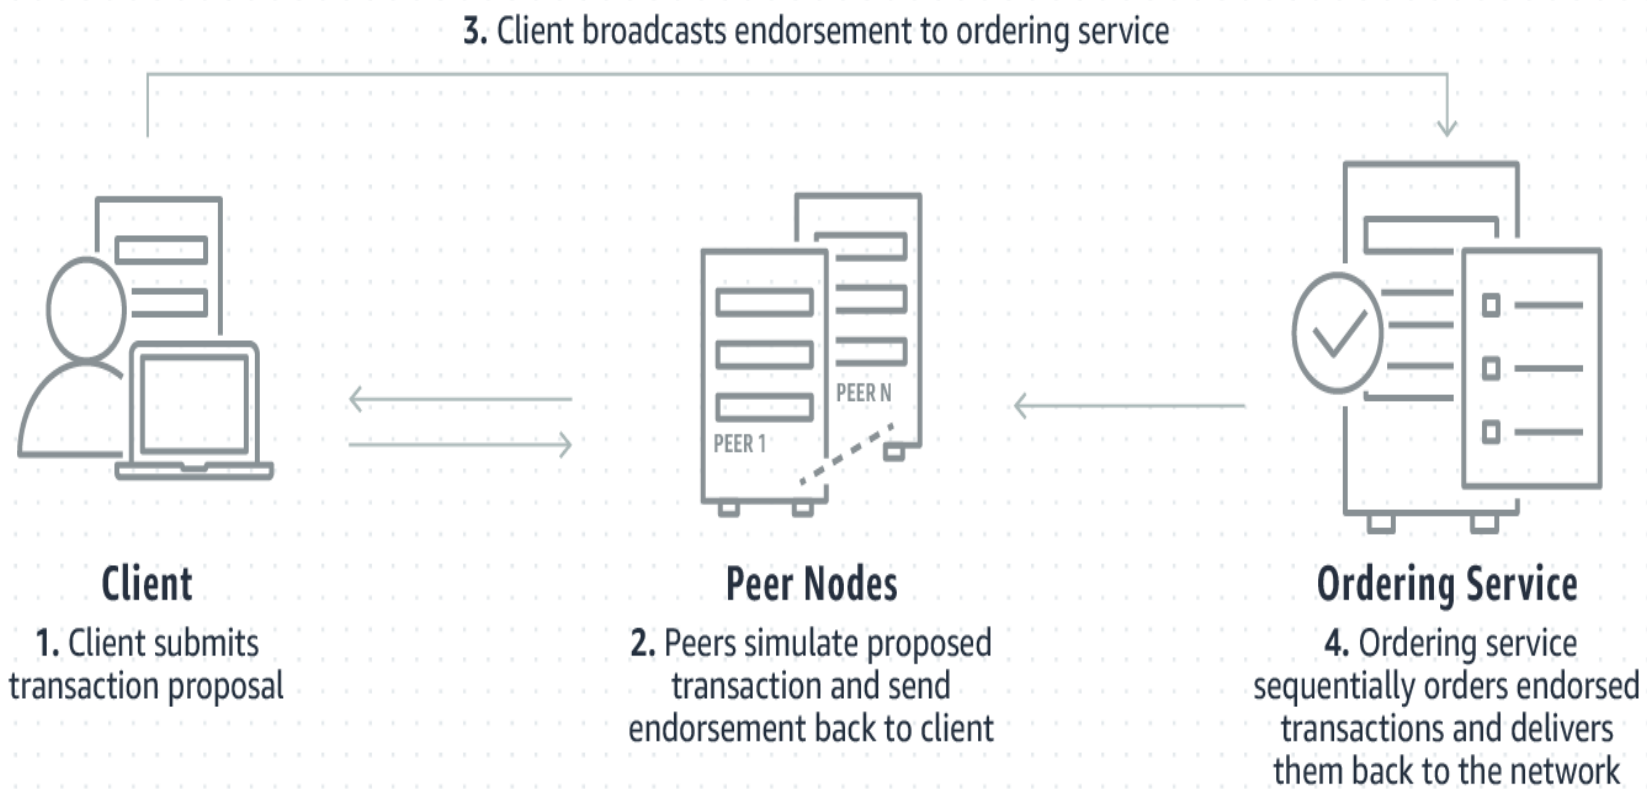 3. Client broadcasts endorsement to ordering service
PEER N
PEER 1
Client
1. Client submits
transaction proposal
Peer Nodes
2. Peers simulate proposed
transaction and send
endorsement back to client
Ordering Service
4. Ordering service
sequentially orders endorsed
transactions and delivers
them back to the network